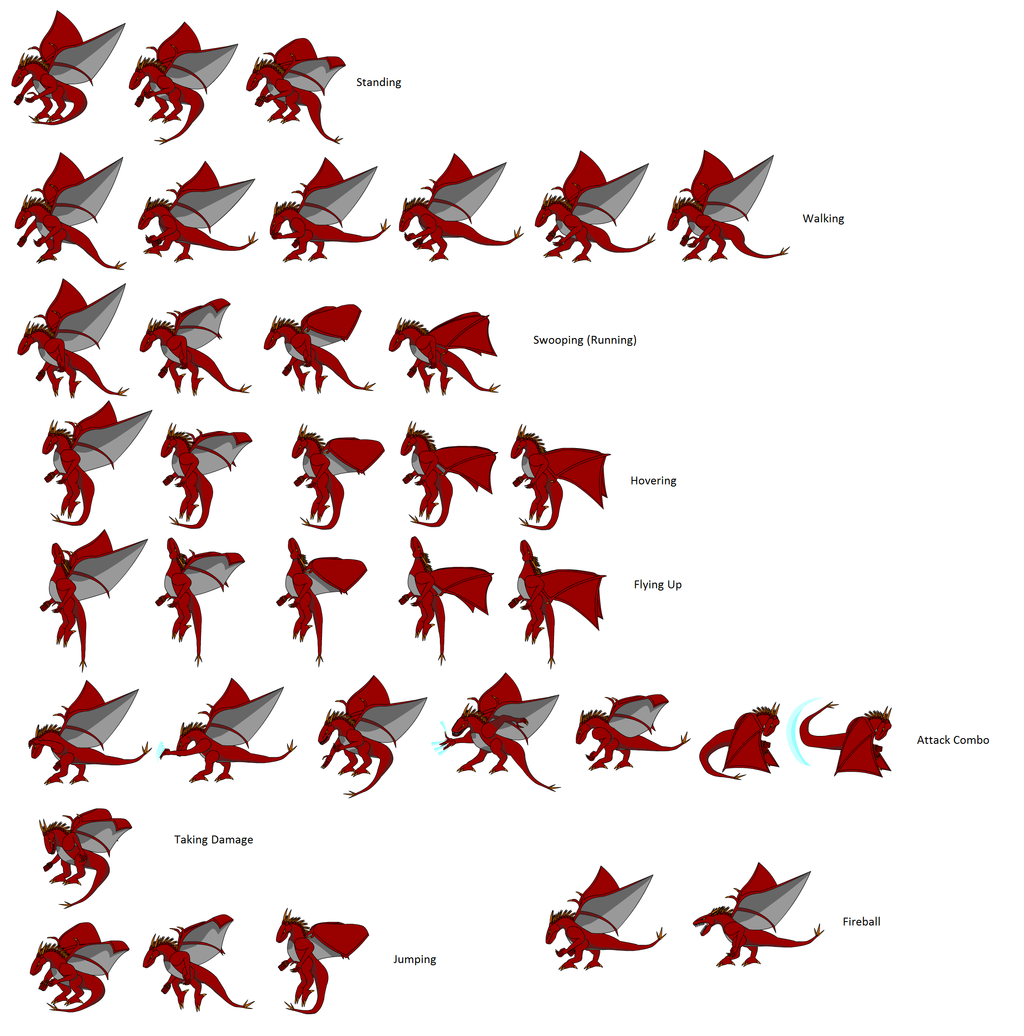 Standing
Walking
Swooping (Running)
Hovering
Flying Up
Attack Combo
Taking Damage
Fireball
Jumping